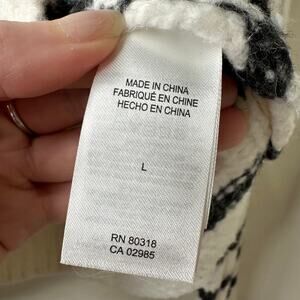 MADE IN CHINA
FABRIQUÉ EN CHINE
HECHO EN CHINA
L
RN 80318
CA 02985